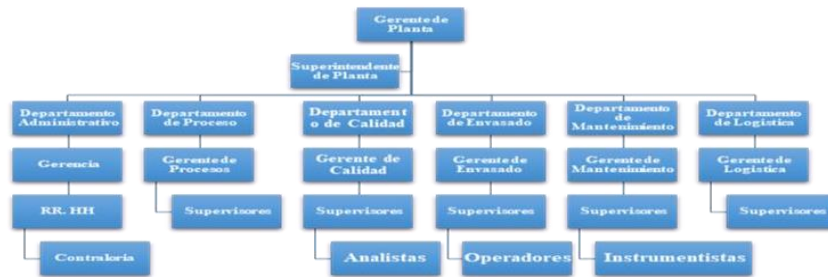 Gerente de
Planta
Superintendente
de Planta
Departamento
Administrativo
Departamento
de Proceso
Departament
o de Calidad
Departamento
de Envasado
Departamento
de
Mantenimiento
Departamento
de Logística
Gerencia
Gerente de
Procesos
Gerente de
Calidad
Gerente de
Envasado
Gerente de
Mantenimiento
Gerente de
Logística
RR. HH
Supervisores
Supervisores
Supervisores
Supervisores
Supervisores
Contraloría
Analistas
Operadores
Instrumentistas